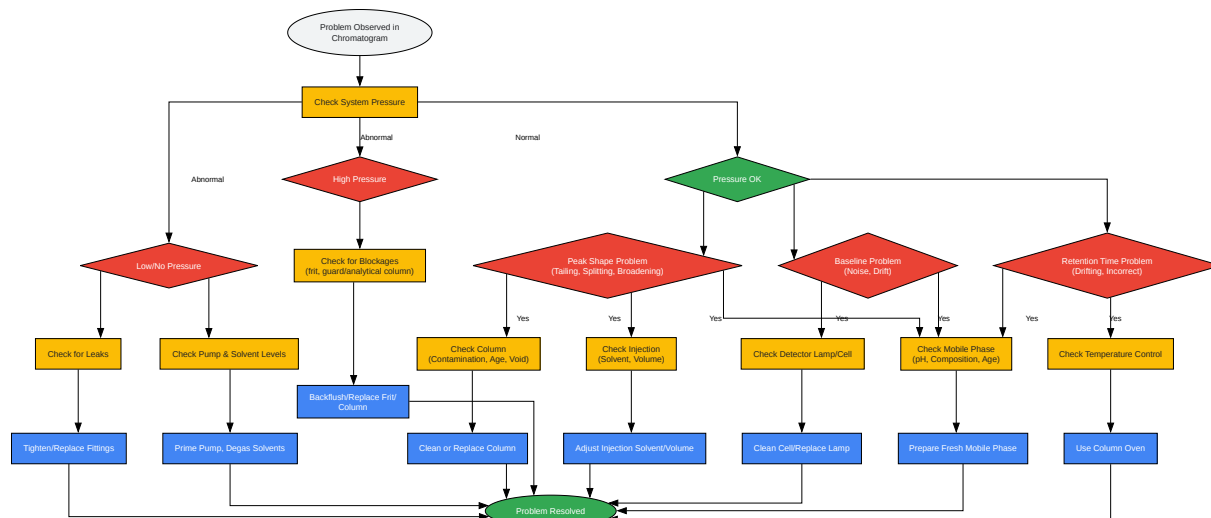 Problem Observed in
Chromatogram
Check System Pressure
Abnormal
Normal
High Pressure
Pressure OK
Abnormal
Low/No Pressure
Check for Blockages
(frit, guard/analytical column)
Peak Shape Problem
(Tailing, Splitting, Broadening)
Baseline Problem
(Noise, Drift)
Retention Time Problem
(Drifting, Incorrect)
Yes
Yes
Yes
Yes
Yes
Yes
Yes
Check for Leaks
Check Pump & Solvent Levels
Check Column
(Contamination, Age, Void)
Check Injection
(Solvent, Volume)
Check Detector Lamp/Cell
Check Mobile Phase
(pH, Composition, Age)
Check Temperature Control
Backflush/Replace Frit/
Column
Tighten/Replace Fittings
Prime Pump, Degas Solvents
Clean or Replace Column
Adjust Injection Solvent/Volume
Clean Cell/Replace Lamp
Prepare Fresh Mobile Phase
Use Column Oven
Problem Resolved